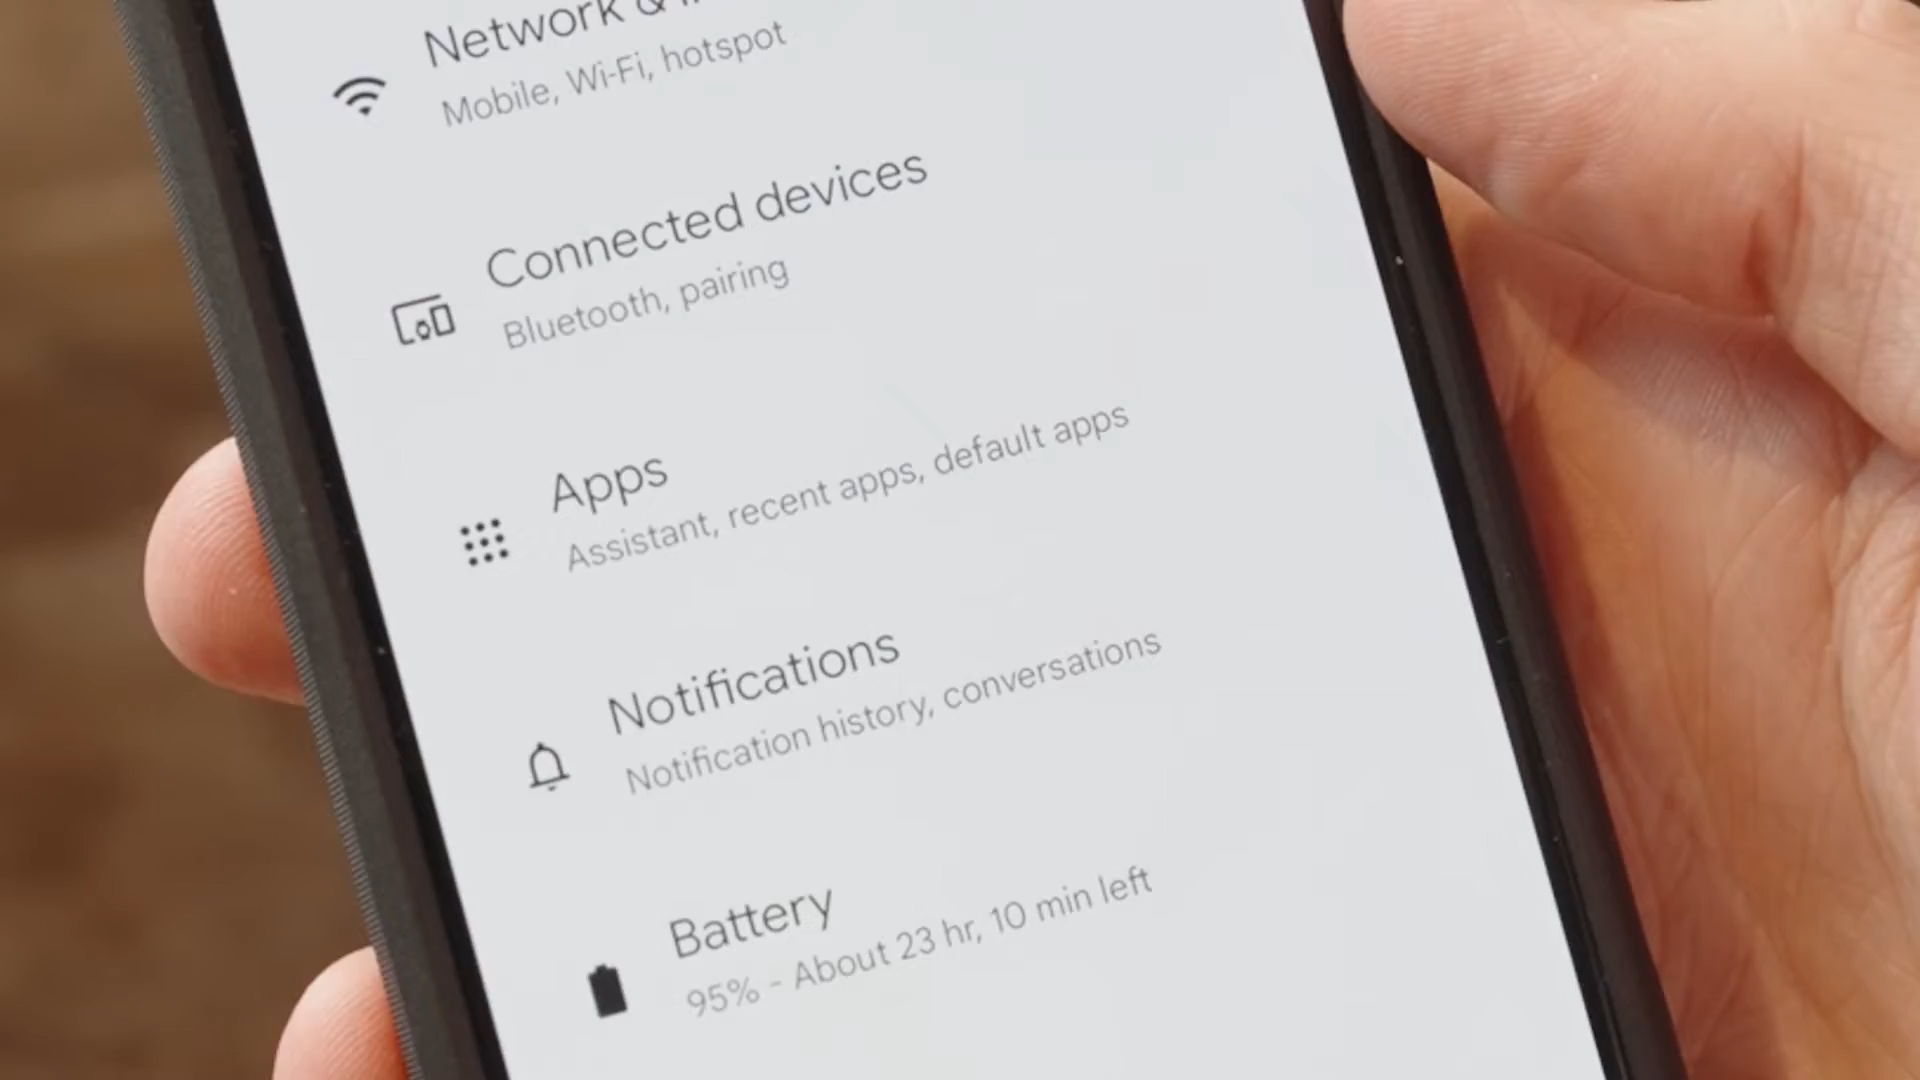 Network &
Mobile, Wi-Fi, hotspot
Connected devices
Bluetooth, pairing
Apps
Assistant, recent apps, default apps
Notifications
Notification history, conversations
Battery
95% - About 23 hr, 10 min left